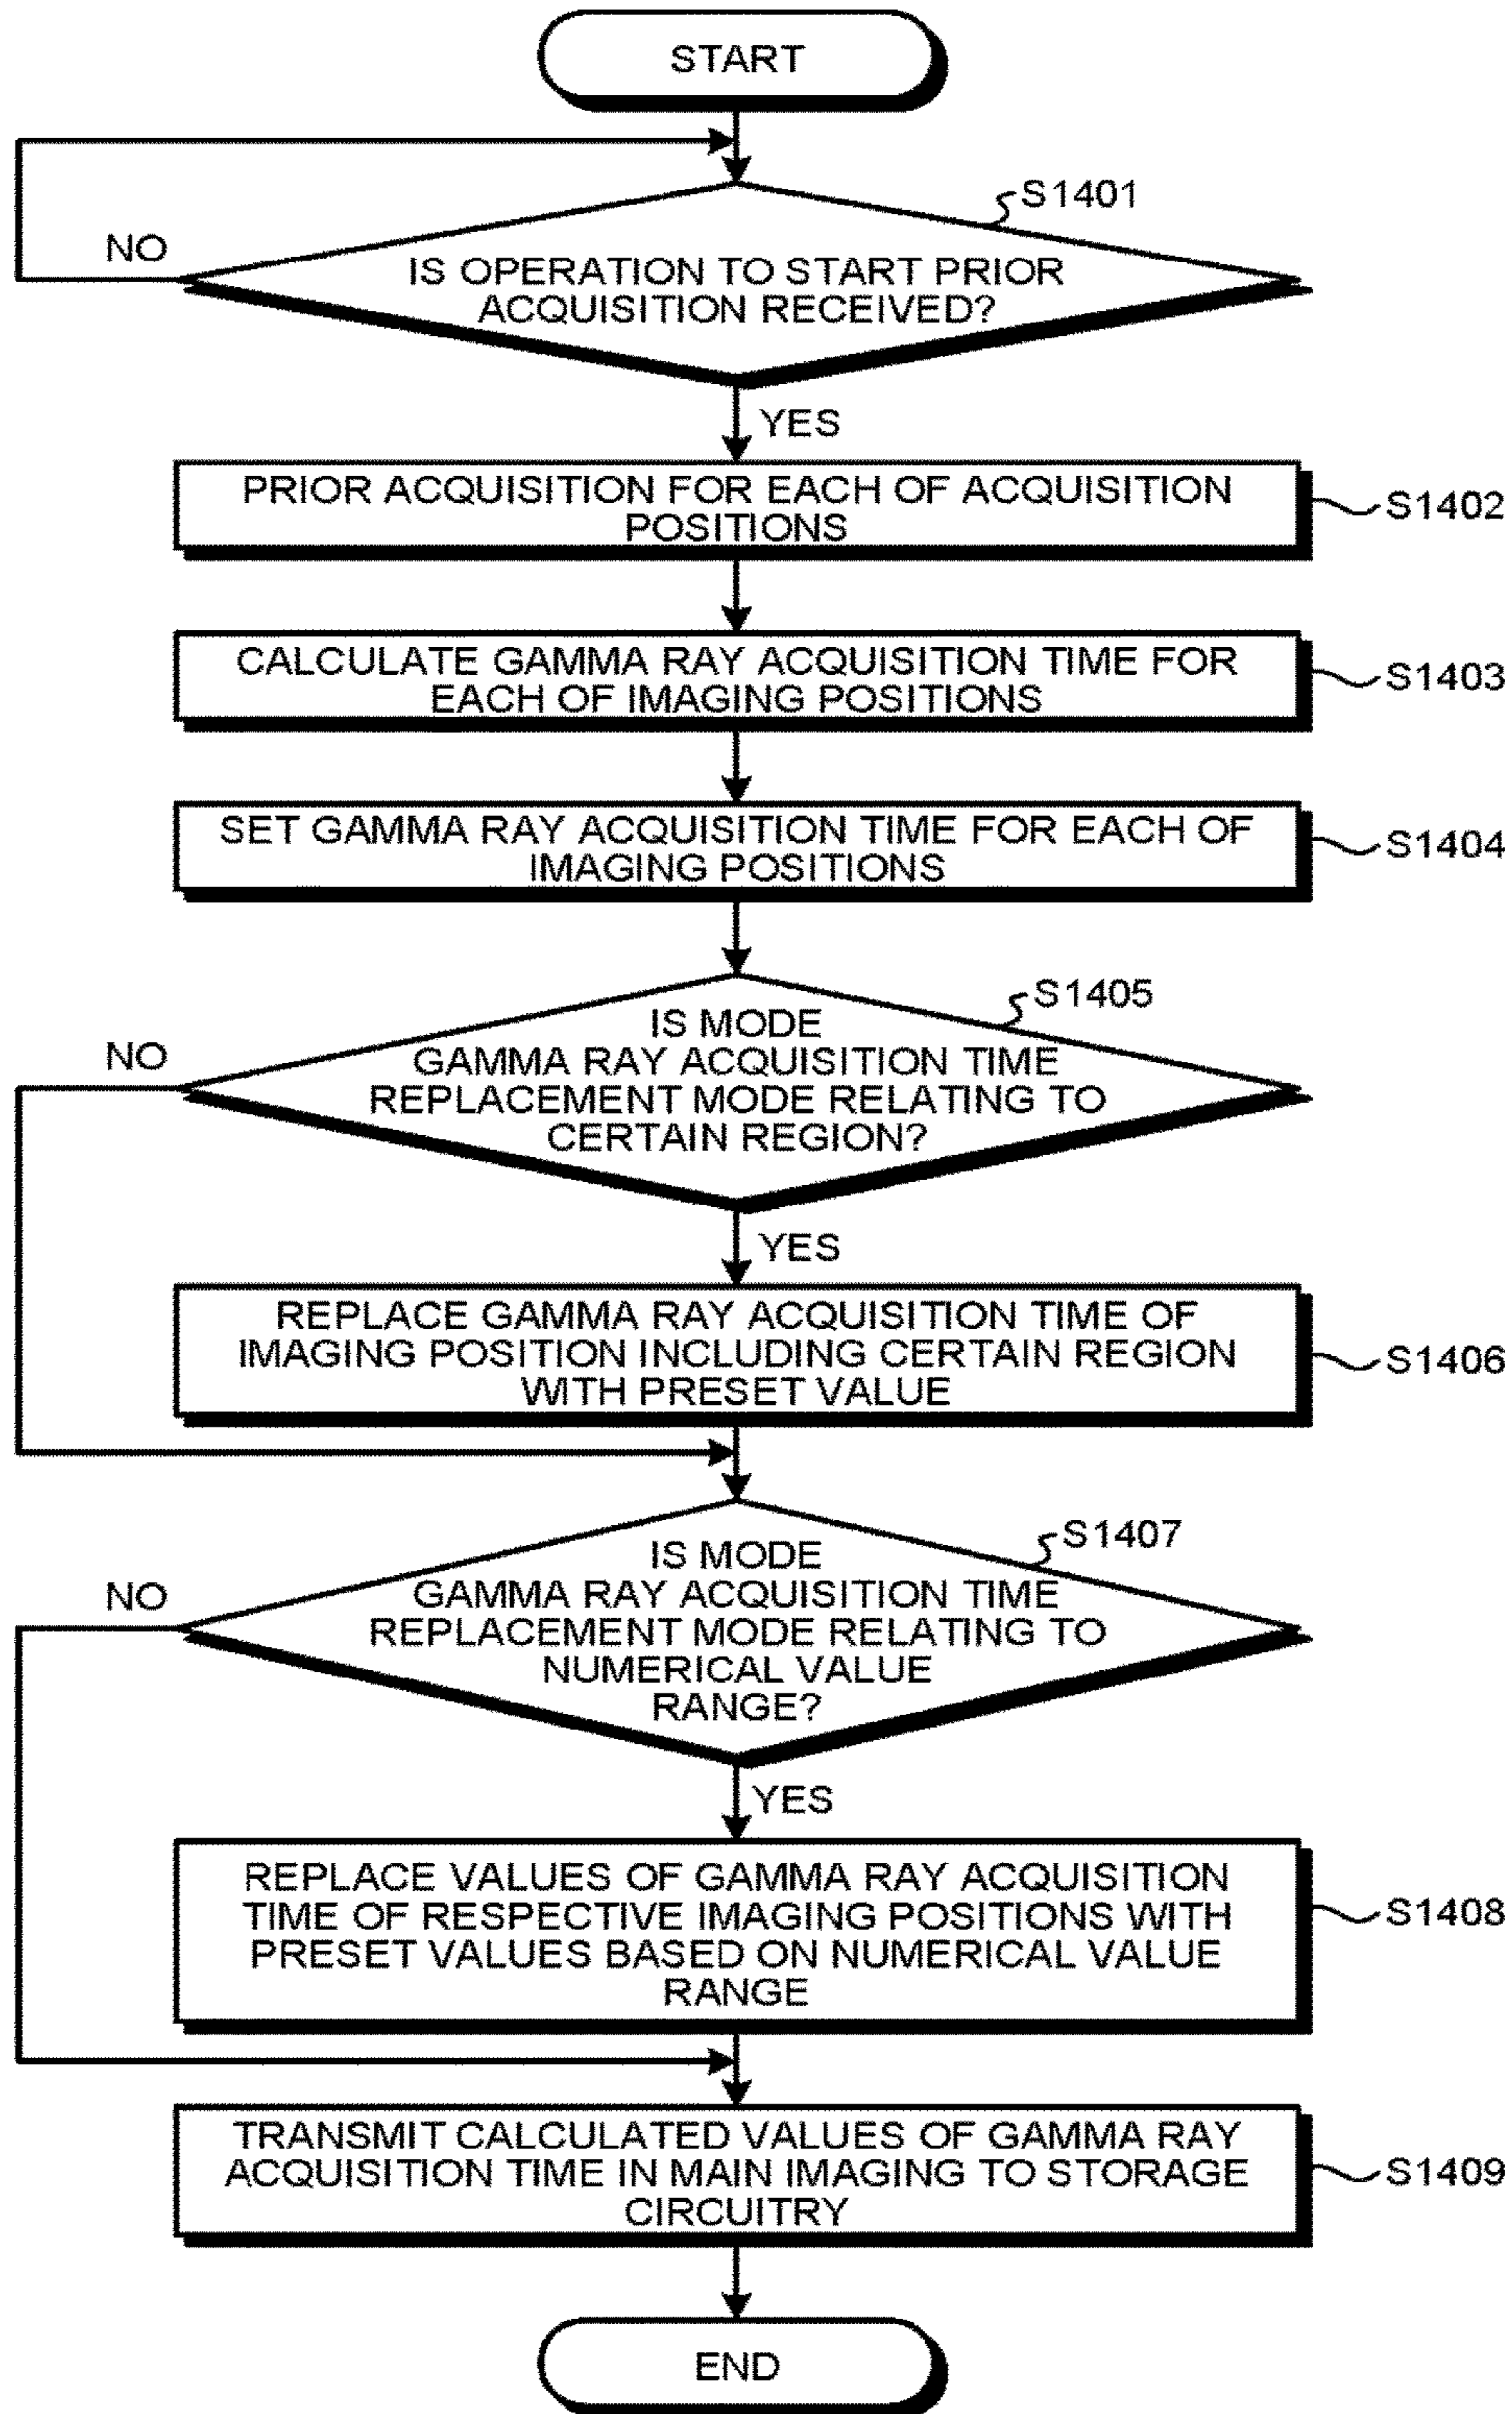 START
S1401
NO
IS OPERATION TO START PRIOR
ACQUISITION RECEIVED?
YES
PRIOR ACQUISITION FOR EACH OF ACQUISITION
POSITIONS
S1402
CALCULATE GAMMA RAY ACQUISITION TIME FOR
EACH OF IMAGING POSITIONS
S1403
SET GAMMA RAY ACQUISITION TIME FOR EACH OF
IMAGING POSITIONS
S1404
S1405
NO
IS MODE
GAMMA RAY ACQUISITION TIME
REPLACEMENT MODE RELATING TO
CERTAIN REGION?
YES
REPLACE GAMMA RAY ACQUISITION TIME OF
IMAGING POSITION INCLUDING CERTAIN REGION
WITH PRESET VALUE
S1406
S1407
NO
IS MODE
GAMMA RAY ACQUISITION TIME
REPLACEMENT MODE RELATING TO
NUMERICAL VALUE
RANGE?
YES
REPLACE VALUES OF GAMMA RAY ACQUISITION
TIME OF RESPECTIVE IMAGING POSITIONS WITH
PRESET VALUES BASED ON NUMERICAL VALUE
RANGE
S1408
TRANSMIT CALCULATED VALUES OF GAMMA RAY
ACQUISITION TIME IN MAIN IMAGING TO STORAGE
CIRCUITRY
S1409
END